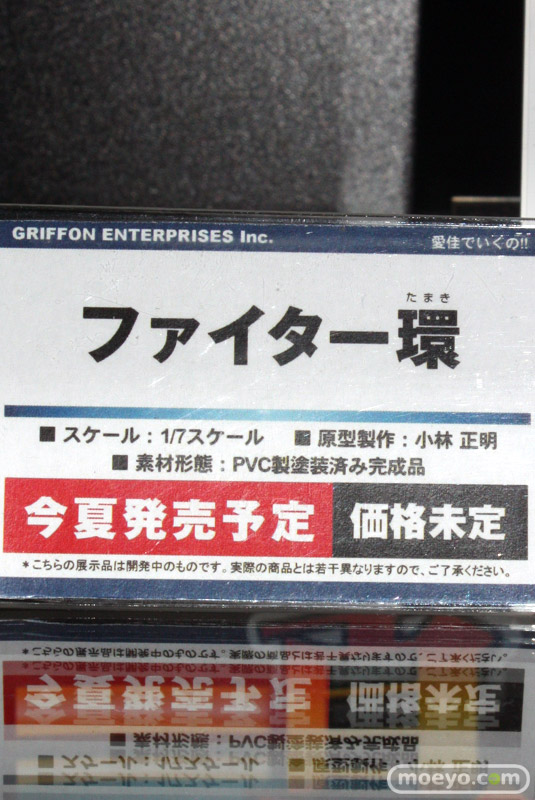 GRIFFON ENTERPRISES Inc.
愛佳でいくの!!
たまき
ファイター環
■ スケール：1/7スケール ■ 原型製作：小林 正明
■ 素材形態：PVC製塗装済み完成品
今夏発売予定 価格未定
＊こちらの展示品は開発中のものです。実際の商品とは若干異なりますので、ご了承ください。
moeyo.com